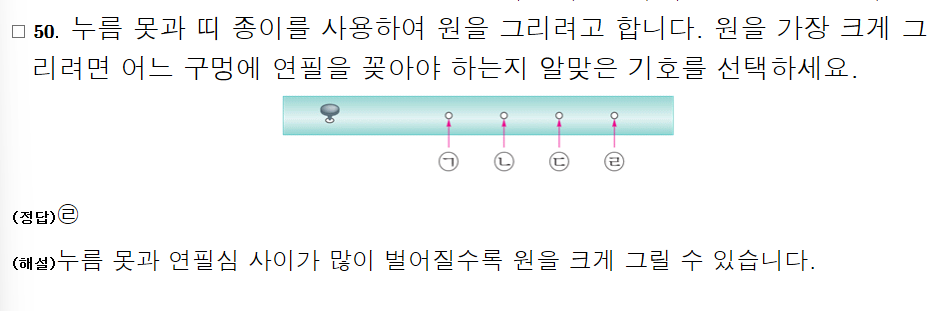 □ 50. 누름 못과 띠 종이를 사용하여 원을 그리려고 합니다. 원을 가장 크게 그
리려면 어느 구멍에 연필을 꽂아야 하는지 알맞은 기호를 선택하세요.
㉠ ㉡ ㉢ ㉣
(정답)㉣
(해설)누름 못과 연필심 사이가 많이 벌어질수록 원을 크게 그릴 수 있습니다.